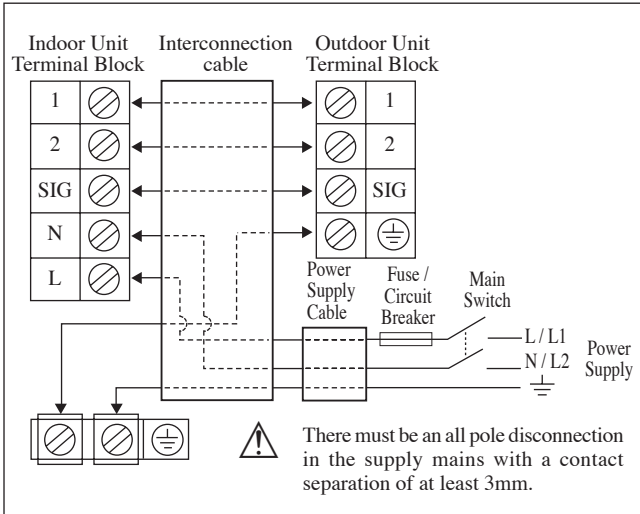 Indoor Unit
Terminal Block
Interconnection
cable
Outdoor Unit
Terminal Block
1
2
SIG
N
L
1
2
SIG
Power
Supply
Cable
Fuse /
Circuit
Breaker
Main
Switch
L / L1
N / L2
Power
Supply
There must be an all pole disconnection
in the supply mains with a contact
separation of at least 3mm.